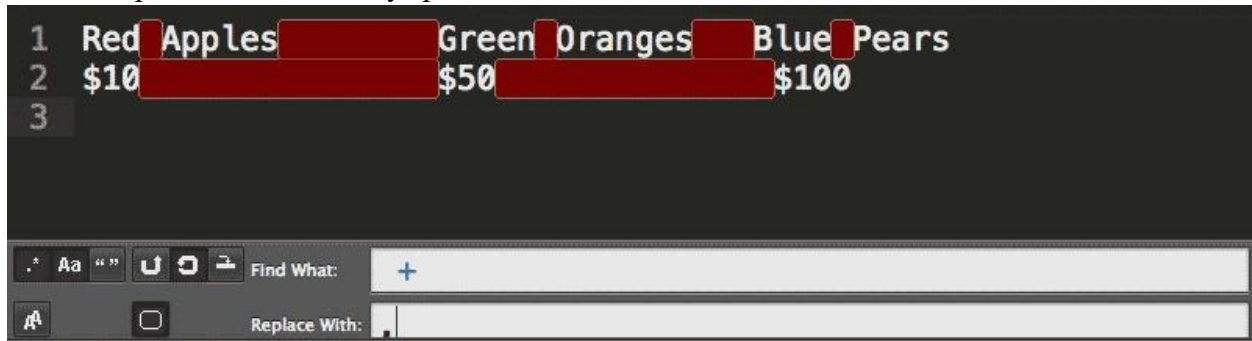 1 Red Apples        Green Oranges   Blue Pears
2 $10               $50              $100
3
.* Aa “” Find What: +
Replace With: ,